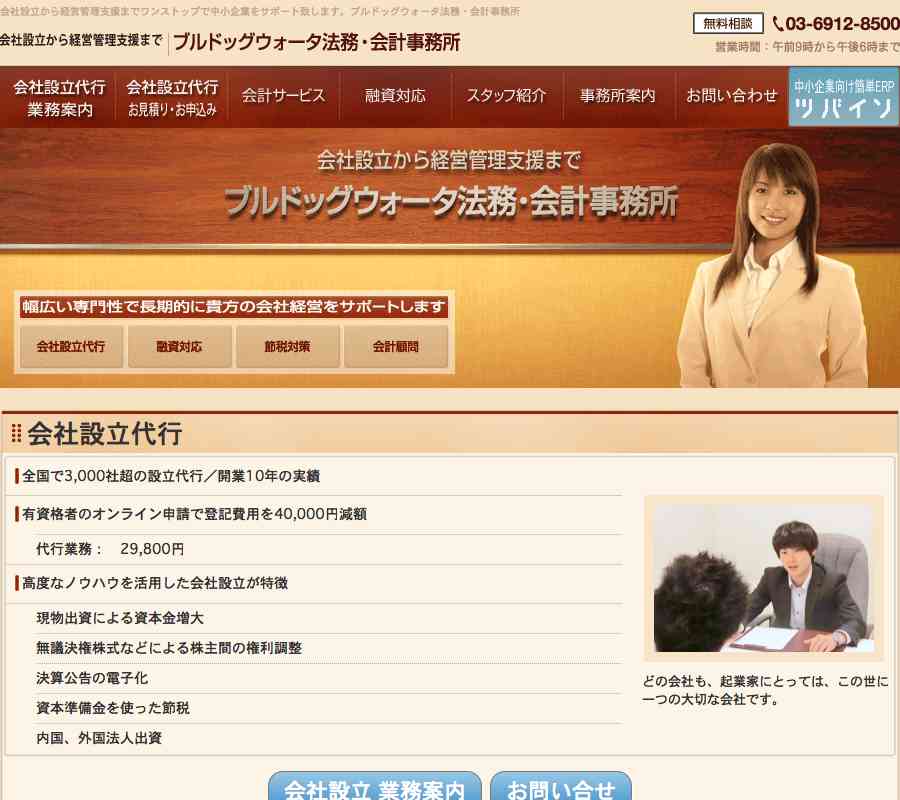 会社設立から経営管理支援までワンストップで中小企業をサポート致します。ブルドッグウォータ法務・会計事務所
無料相談 03-6912-8500
会社設立から経営管理支援まで ブルドッグウォータ法務・会計事務所
営業時間：午前9時から午後6時まで
会社設立代行 業務案内
会社設立代行 お見積り・お申込み
会計サービス
融資対応
スタッフ紹介
事務所案内
お問い合わせ
中小企業向け簡単ERP
ツバイソ
会社設立から経営管理支援まで
ブルドッグウォータ法務・会計事務所
幅広い専門性で長期的に貴方の会社経営をサポートします
会社設立代行 融資対応 節税対策 会計顧問
会社設立代行
全国で3,000社超の設立代行／開業10年の実績
有資格者のオンライン申請で登記費用を40,000円減額
代行業務： 29,800円
高度なノウハウを活用した会社設立が特徴
現物出資による資本金増大
無議決権株式などによる株主間の権利調整
決算公告の電子化
資本準備金を使った節税
内国、外国法人出資
どの会社も、起業家にとっては、この世に
一つの大切な会社です。
会社設立 業務案内 お問い合せ